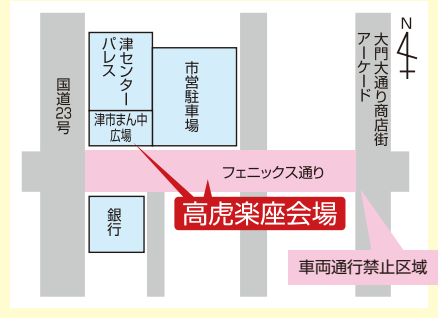 N
大門大通り商店街
アーケード
津センター
パレス
市営駐車場
国道23号
津市まん中
広場
フェニックス通り
高虎楽座会場
銀行
車両通行禁止区域